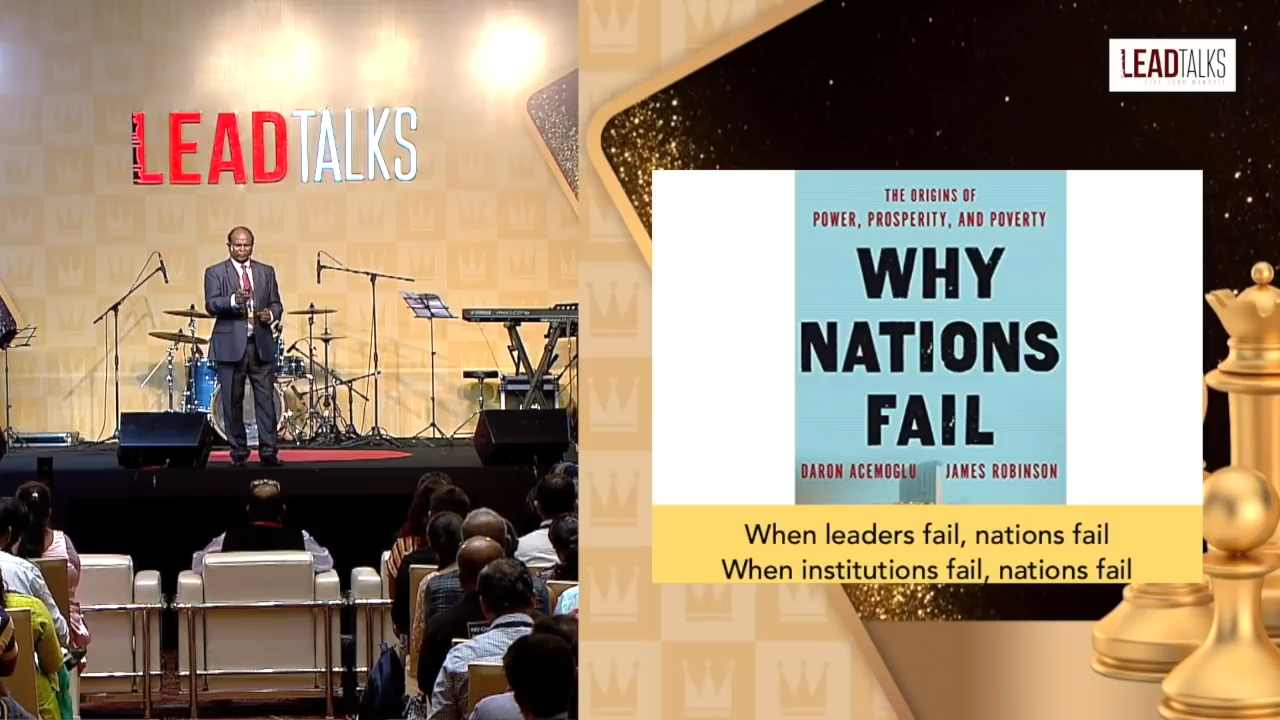 LEADTALKS
LEADTALKS
THE ORIGINS OF
POWER, PROSPERITY, AND POVERTY
WHY
NATIONS
FAIL
DARON ACEMOGLU JAMES ROBINSON
When leaders fail, nations fail
When institutions fail, nations fail